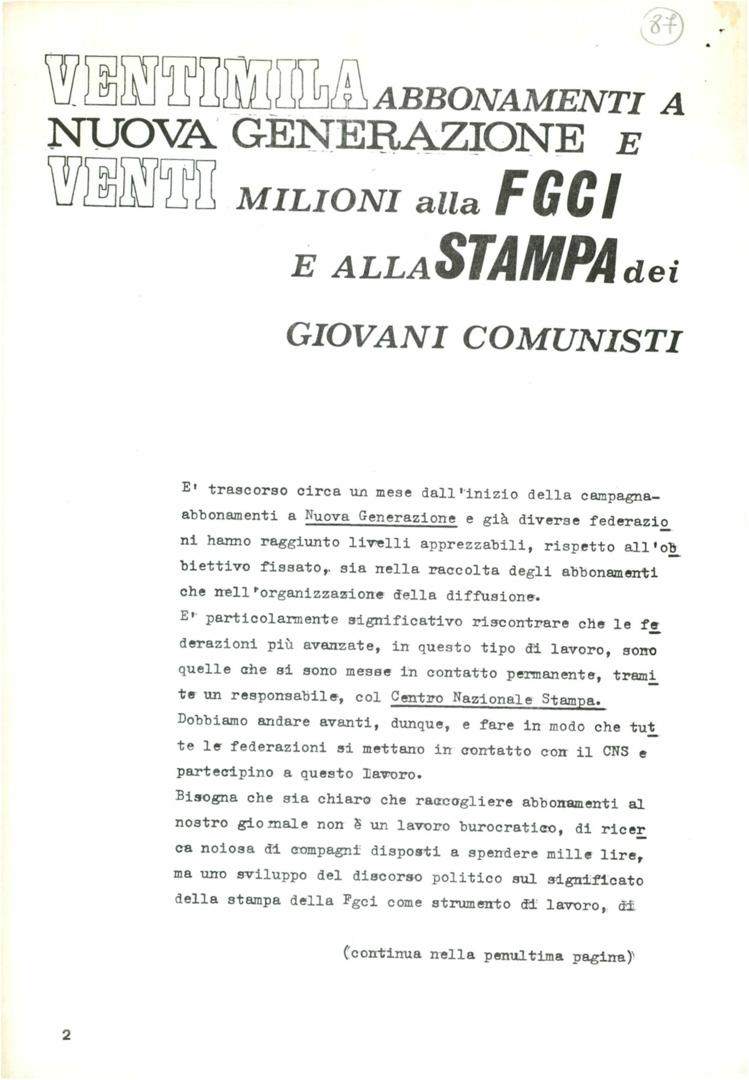 87
VENTIMILA ABBONAMENTI A
NUOVA GENERAZIONE E
VENTI MILIONI alla FGCI
E ALLA STAMPA dei
GIOVANI COMUNISTI
E' trascorso circa un mese dall'inizio della campagna-
abbonamenti a Nuova Generazione e già diverse federazio
ni hanno raggiunto livelli apprezzabili, rispetto all'ob
biettivo fissato, sia nella raccolta degli abbonamenti
che nell'organizzazione della diffusione.
E' particolarmente significativo riscontrare che le fe
derazioni più avanzate, in questo tipo di lavoro, sono
quelle che si sono messe in contatto permanente, trami
te un responsabile, col Centro Nazionale Stampa.
Dobbiamo andare avanti, dunque, e fare in modo che tut
te le federazioni si mettano in contatto con il CNS e
partecipino a questo lavoro.
Bisogna che sia chiaro che raccogliere abbonamenti al
nostro giornale non è un lavoro burocratico, di ricer
ca noiosa di compagni disposti a spendere mille lire,
ma uno sviluppo del discorso politico sul significato
della stampa della Fgci come strumento di lavoro, di
(continua nella penultima pagina)
2